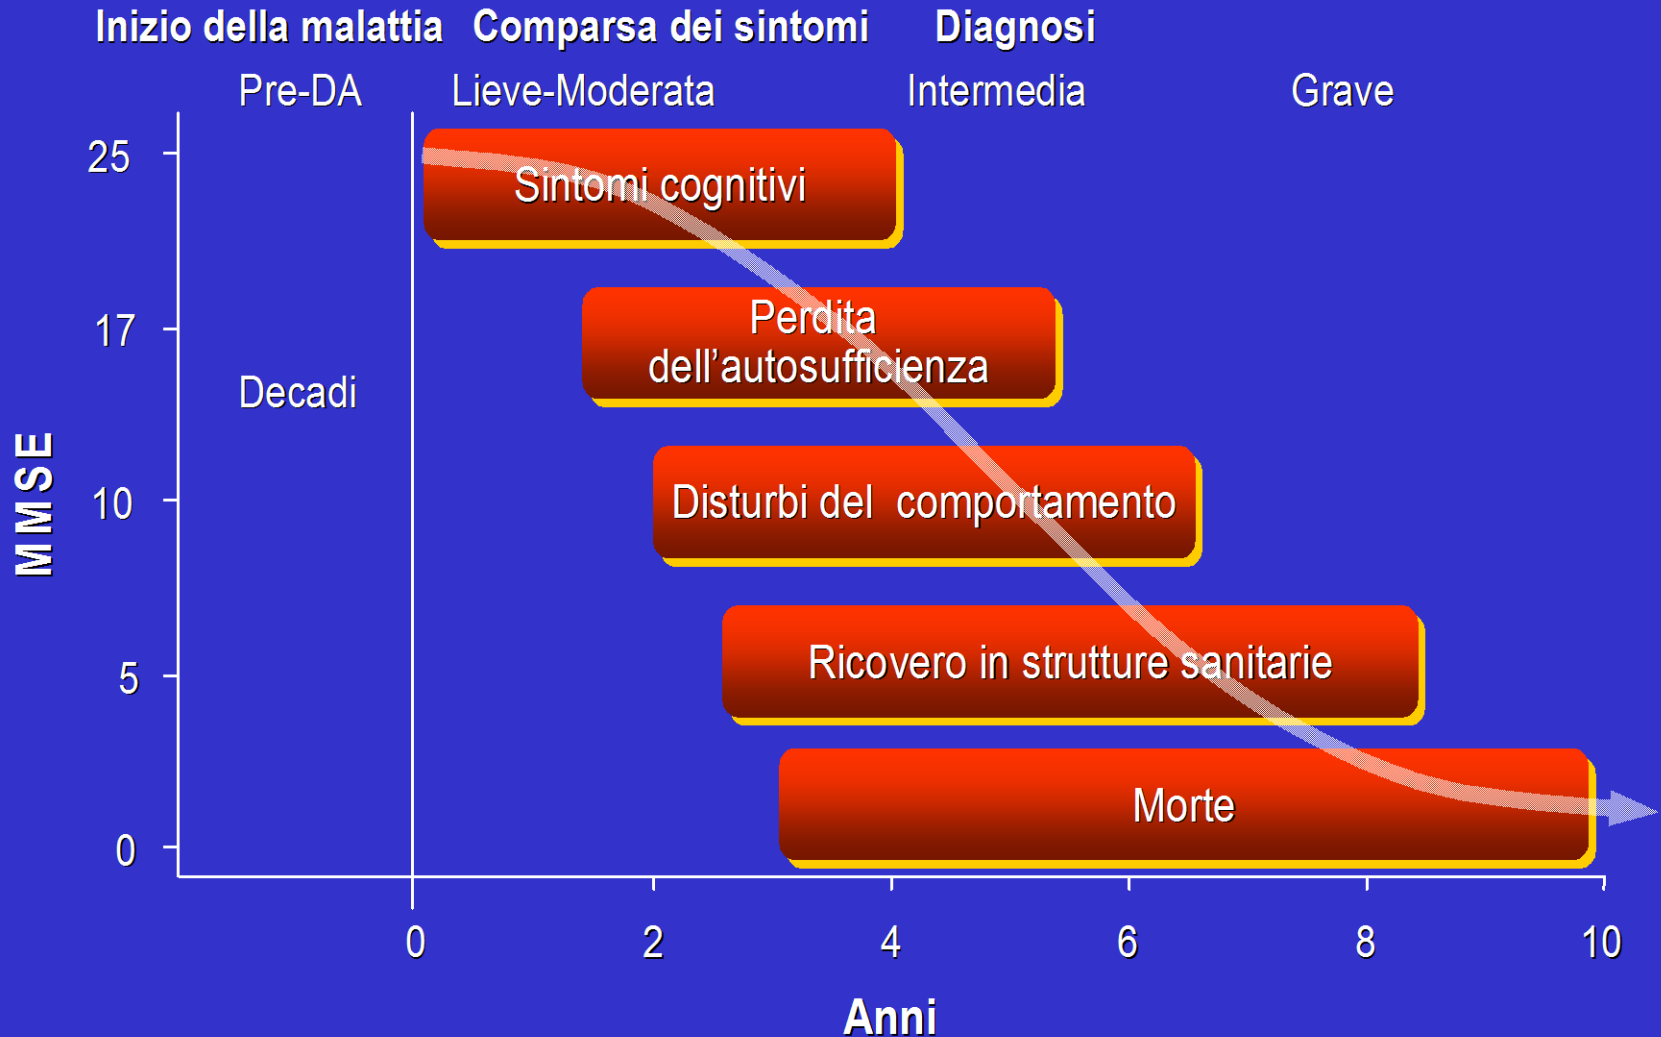 Inizio della malattia Comparsa dei sintomi Diagnosi
Pre-DA Lieve-Moderata Intermedia Grave
25
Sintomi cognitivi
17
Perdita
dell'autosufficienza
Decadi
MMSE
10
Disturbi del comportamento
5
Ricovero in strutture sanitarie
Morte
0
0 2 4 6 8 10
Anni